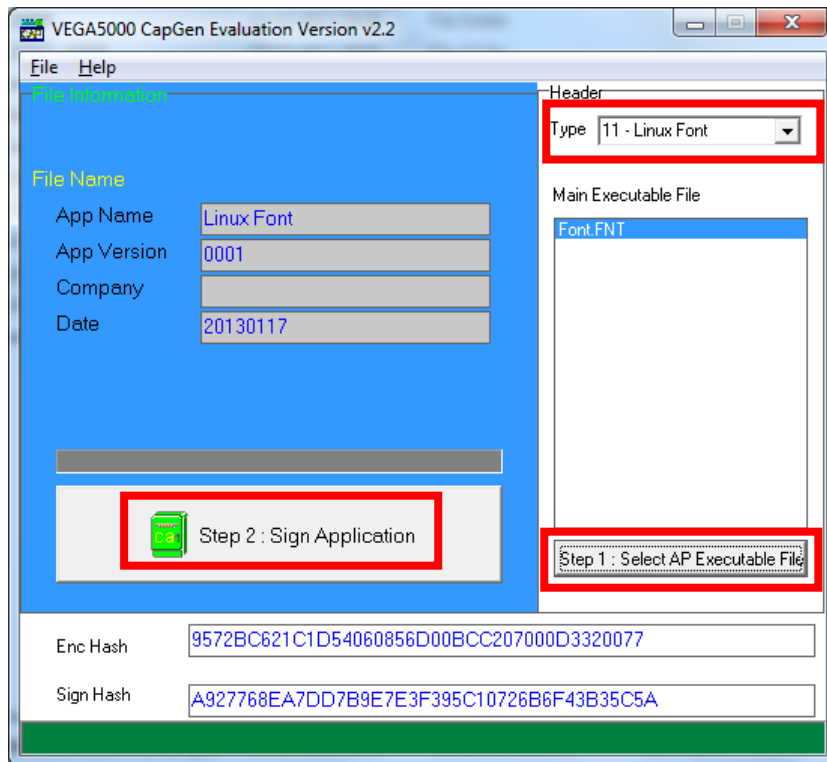 VEGA5000 CapGen Evaluation Version v2.2
File Help
File Information
File Name
App Name Linux Font
App Version 0001
Company
Date 20130117
Step 2 : Sign Application
Header
Type 11 - Linux Font
Main Executable File
Font.FNT
Step 1 : Select AP Executable File
Enc Hash 9572BC621C1D54060856D00BCC207000D3320077
Sign Hash A927768EA7DD7B9E7E3F395C10726B6F43B35C5A